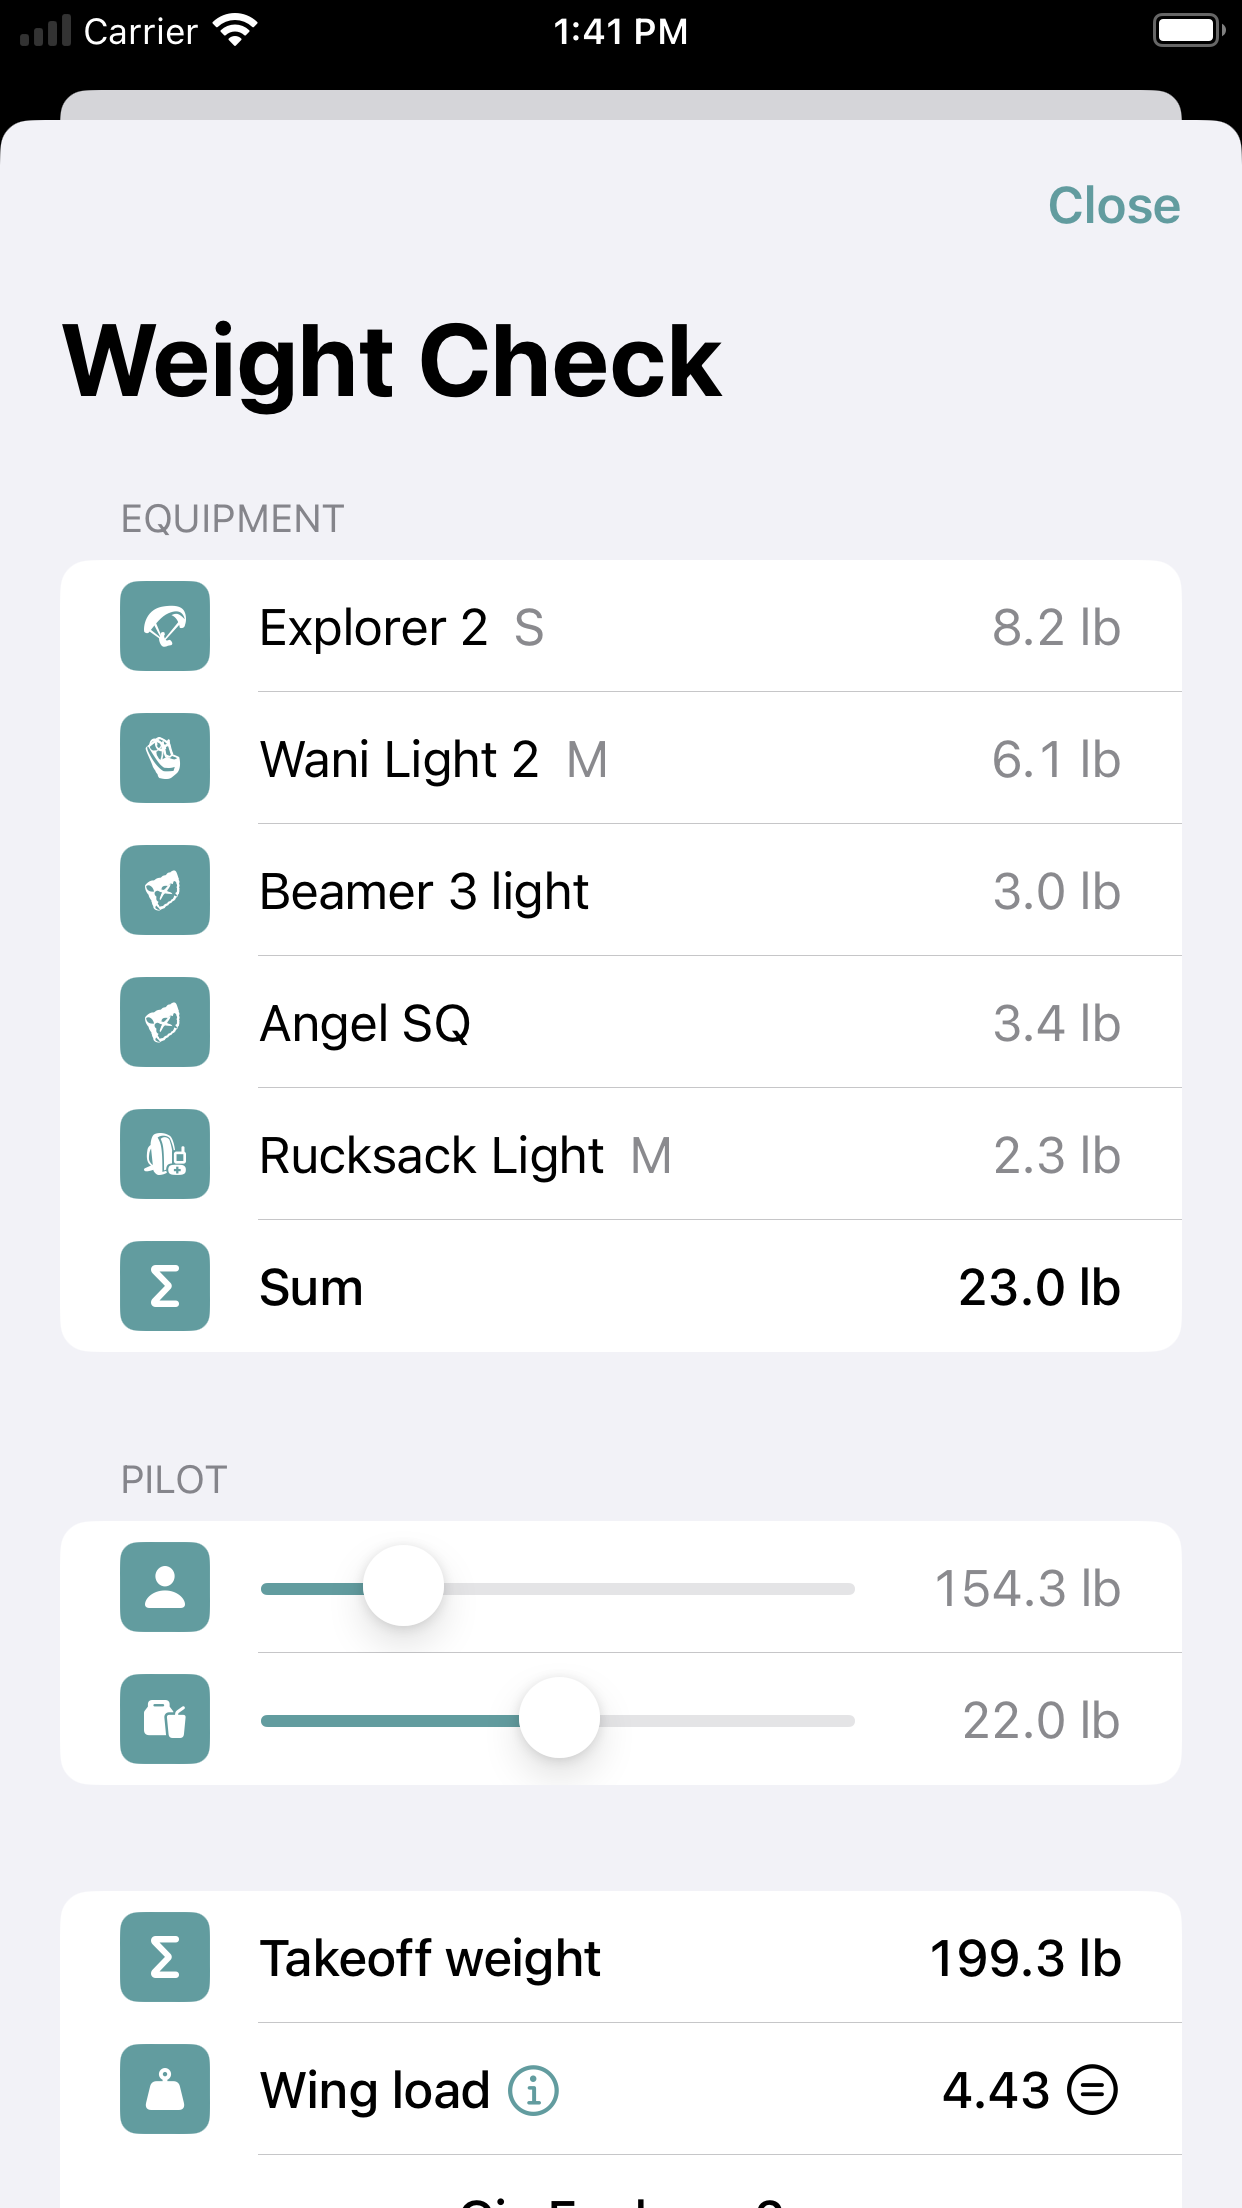 Carrier 1:41 PM
Close
Weight Check
EQUIPMENT
Explorer 2 S 8.2 lb
Wani Light 2 M 6.1 lb
Beamer 3 light 3.0 lb
Angel SQ 3.4 lb
Rucksack Light M 2.3 lb
Σ Sum 23.0 lb
PILOT
154.3 lb
22.0 lb
Σ Takeoff weight 199.3 lb
Wing load i 4.43 =